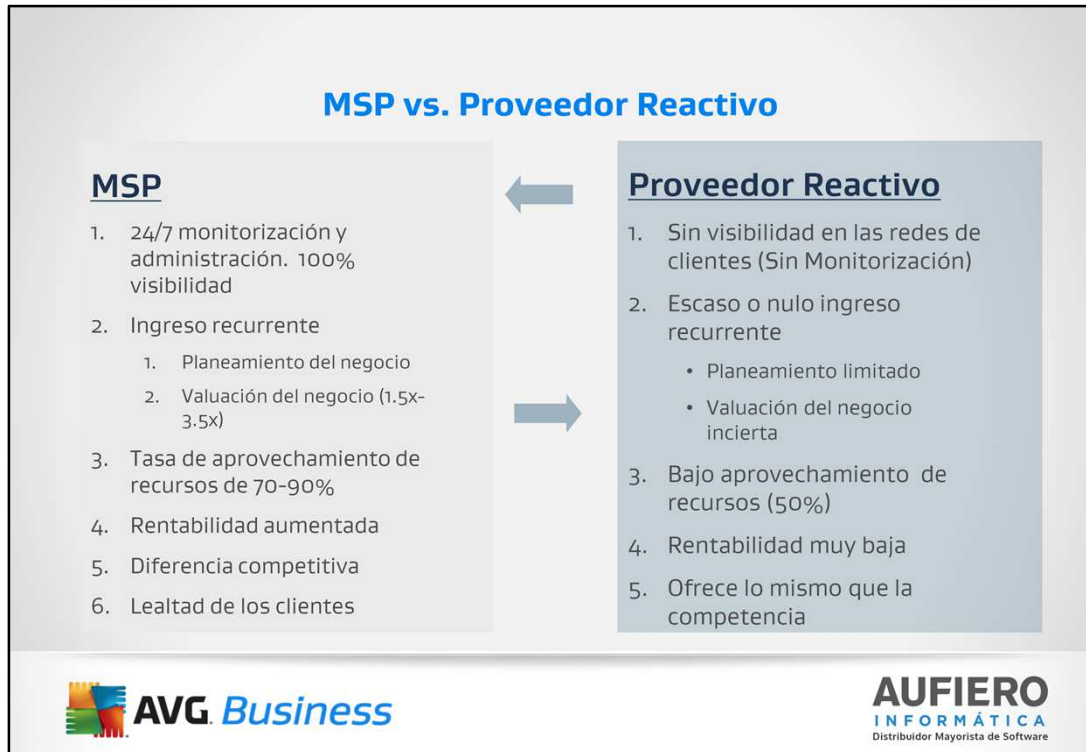 MSP vs. Proveedor Reactivo
MSP
1. 24/7 monitorización y
administración. 100%
visibilidad
2. Ingreso recurrente
1. Planeamiento del negocio
2. Valuación del negocio (1.5x-
3.5x)
3. Tasa de aprovechamiento de
recursos de 70-90%
4. Rentabilidad aumentada
5. Diferencia competitiva
6. Lealtad de los clientes
Proveedor Reactivo
1. Sin visibilidad en las redes de
clientes (Sin Monitorización)
2. Escaso o nulo ingreso
recurrente
• Planeamiento limitado
• Valuación del negocio
incierta
3. Bajo aprovechamiento de
recursos (50%)
4. Rentabilidad muy baja
5. Ofrece lo mismo que la
competencia
AVG. Business
AUFIERO
INFORMÁTICA
Distribuidor Mayorista de Software